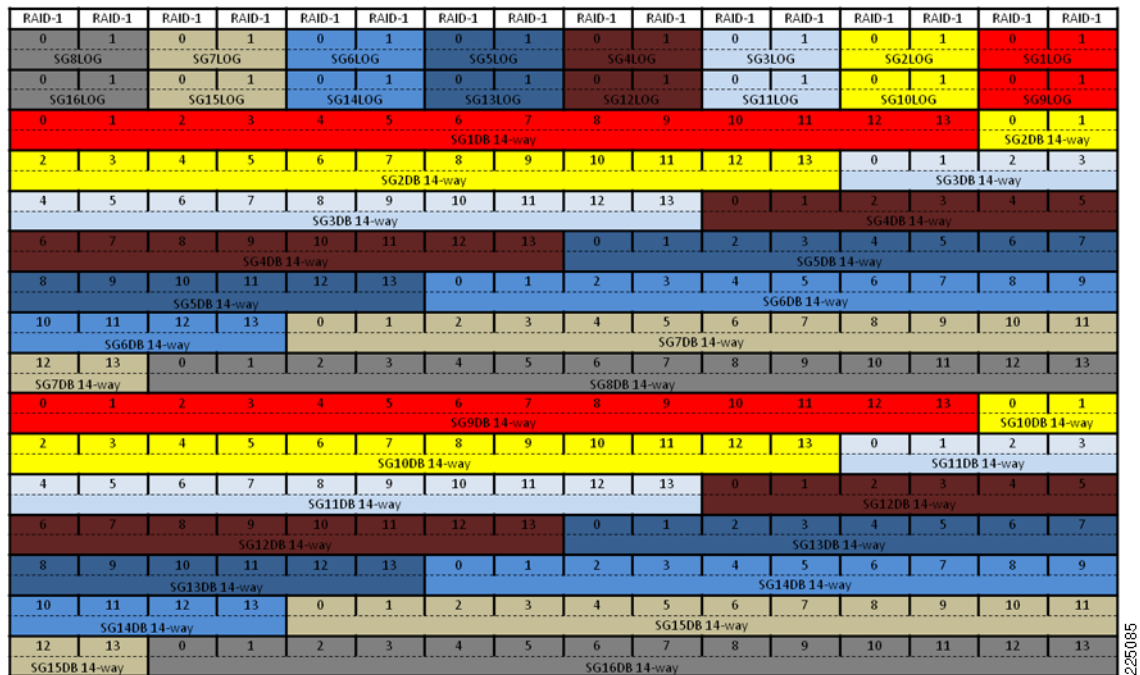 RAID-1 RAID-1 RAID-1 RAID-1 RAID-1 RAID-1 RAID-1 RAID-1 RAID-1 RAID-1 RAID-1 RAID-1 RAID-1 RAID-1 RAID-1 RAID-1
0 1 0 1 0 1 0 1 0 1 0 1 0 1 0 1
SG8LOG SG7LOG SG6LOG SG5LOG SG4LOG SG3LOG SG2LOG SG1LOG
0 1 0 1 0 1 0 1 0 1 0 1 0 1 0 1
SG16LOG SG15LOG SG14LOG SG13LOG SG12LOG SG11LOG SG10LOG SG9LOG
0 1 2 3 4 5 6 7 8 9 10 11 12 13 0 1
SG1DB 14-way SG2DB 14-way
2 3 4 5 6 7 8 9 10 11 12 13 0 1 2 3
SG2DB 14-way SG3DB 14-way
4 5 6 7 8 9 10 11 12 13 0 1 2 3 4 5
SG3DB 14-way SG4DB 14-way
6 7 8 9 10 11 12 13 0 1 2 3 4 5 6 7
SG4DB 14-way SG5DB 14-way
8 9 10 11 12 13 0 1 2 3 4 5 6 7 8 9
SG5DB 14-way SG6DB 14-way
10 11 12 13 0 1 2 3 4 5 6 7 8 9 10 11
SG6DB 14-way SG7DB 14-way
12 13 0 1 2 3 4 5 6 7 8 9 10 11 12 13
SG7DB 14-way SG8DB 14-way
0 1 2 3 4 5 6 7 8 9 10 11 12 13 0 1
SG9DB 14-way SG10DB 14-way
2 3 4 5 6 7 8 9 10 11 12 13 0 1 2 3
SG10DB 14-way SG11DB 14-way
4 5 6 7 8 9 10 11 12 13 0 1 2 3 4 5
SG11DB 14-way SG12DB 14-way
6 7 8 9 10 11 12 13 0 1 2 3 4 5 6 7
SG12DB 14-way SG13DB 14-way
8 9 10 11 12 13 0 1 2 3 4 5 6 7 8 9
SG13DB 14-way SG14DB 14-way
10 11 12 13 0 1 2 3 4 5 6 7 8 9 10 11
SG14DB 14-way SG15DB 14-way
12 13 0 1 2 3 4 5 6 7 8 9 10 11 12 13
SG15DB 14-way SG16DB 14-way
225085